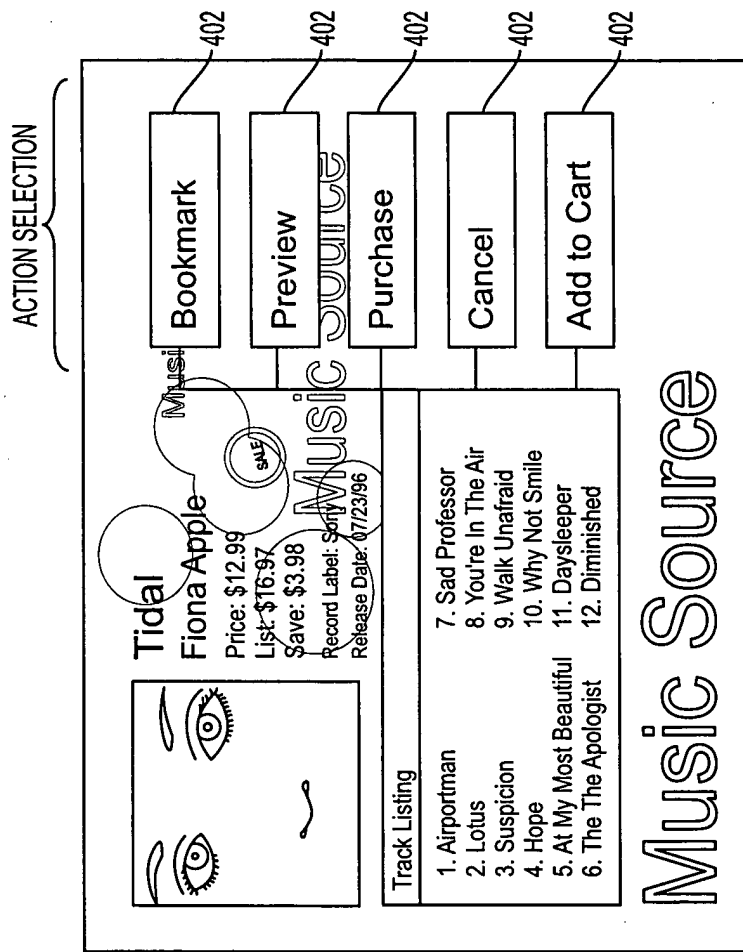 ACTION SELECTION
Tidal
Fiona Apple
Price: $12.99
List: $16.97
Save: $3.98
Record Label: Sony
Release Date: 07/23/96
SALE
Musi
Music Source
Bookmark
402
Preview
402
Purchase
402
Cancel
402
Add to Cart
402
Track Listing
1. Airportman
2. Lotus
3. Suspicion
4. Hope
5. At My Most Beautiful
6. The The Apologist
7. Sad Professor
8. You're In The Air
9. Walk Unafraid
10. Why Not Smile
11. Daysleeper
12. Diminished
Music Source